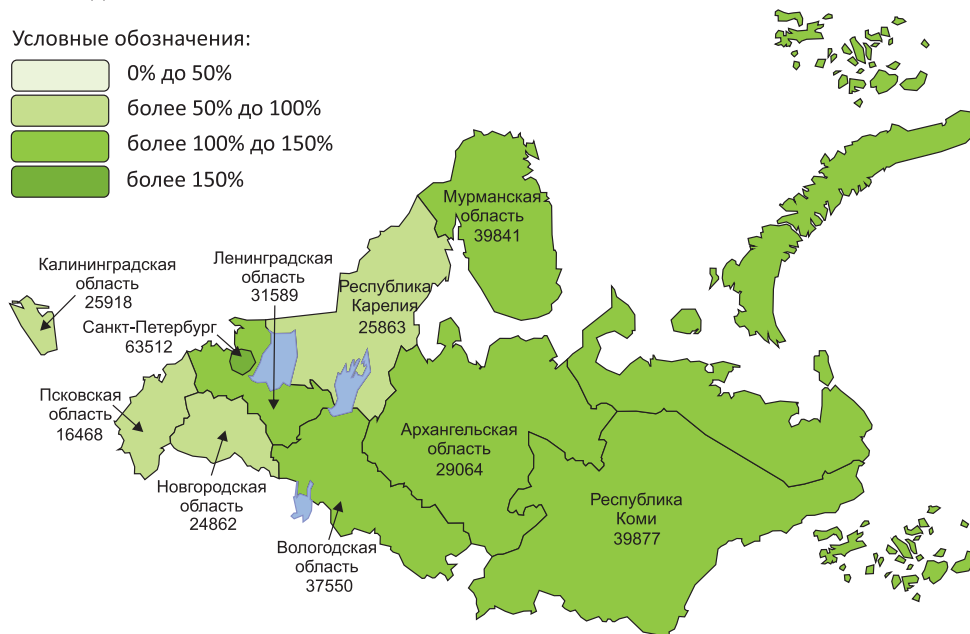 Условные обозначения:
0% до 50%
более 50% до 100%
более 100% до 150%
более 150%
Мурманская
область
39841
Калининградская
область
25918
Ленинградская
область
31589
Республика
Карелия
25863
Санкт-Петербург
63512
Псковская
область
16468
Архангельская
область
29064
Новгородская
область
24862
Республика
Коми
39877
Вологодская
область
37550